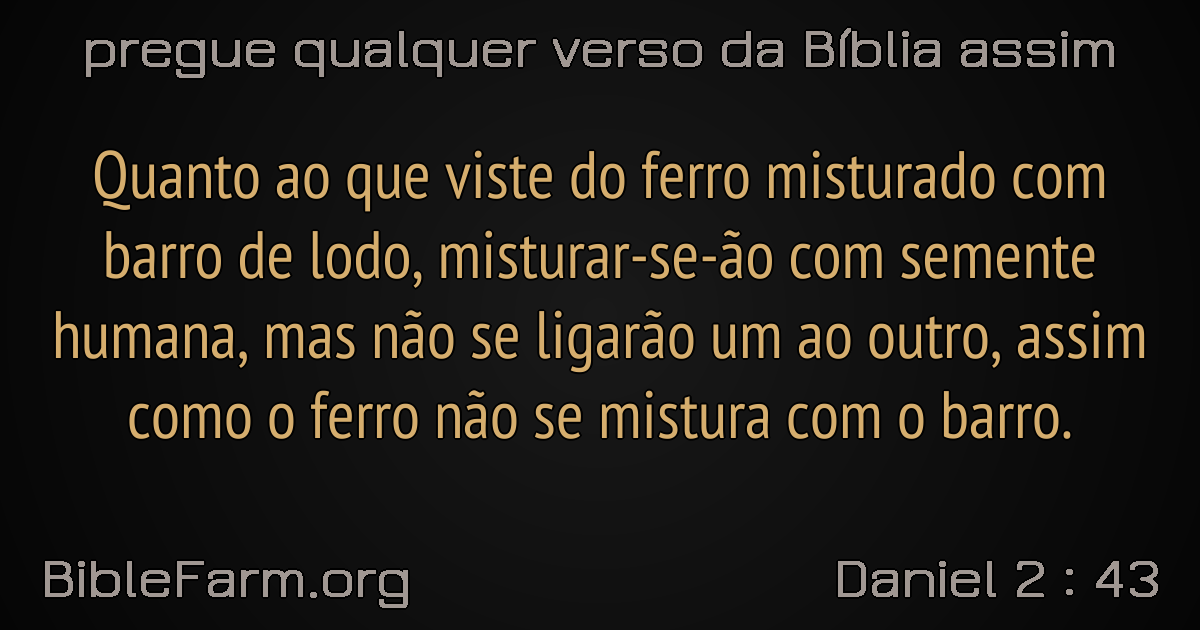 pregue qualquer verso da Bíblia assim
Quanto ao que viste do ferro misturado com
barro de lodo, misturar-se-ão com semente
humana, mas não se ligarão um ao outro, assim
como o ferro não se mistura com o barro.
BibleFarm.org
Daniel 2 : 43